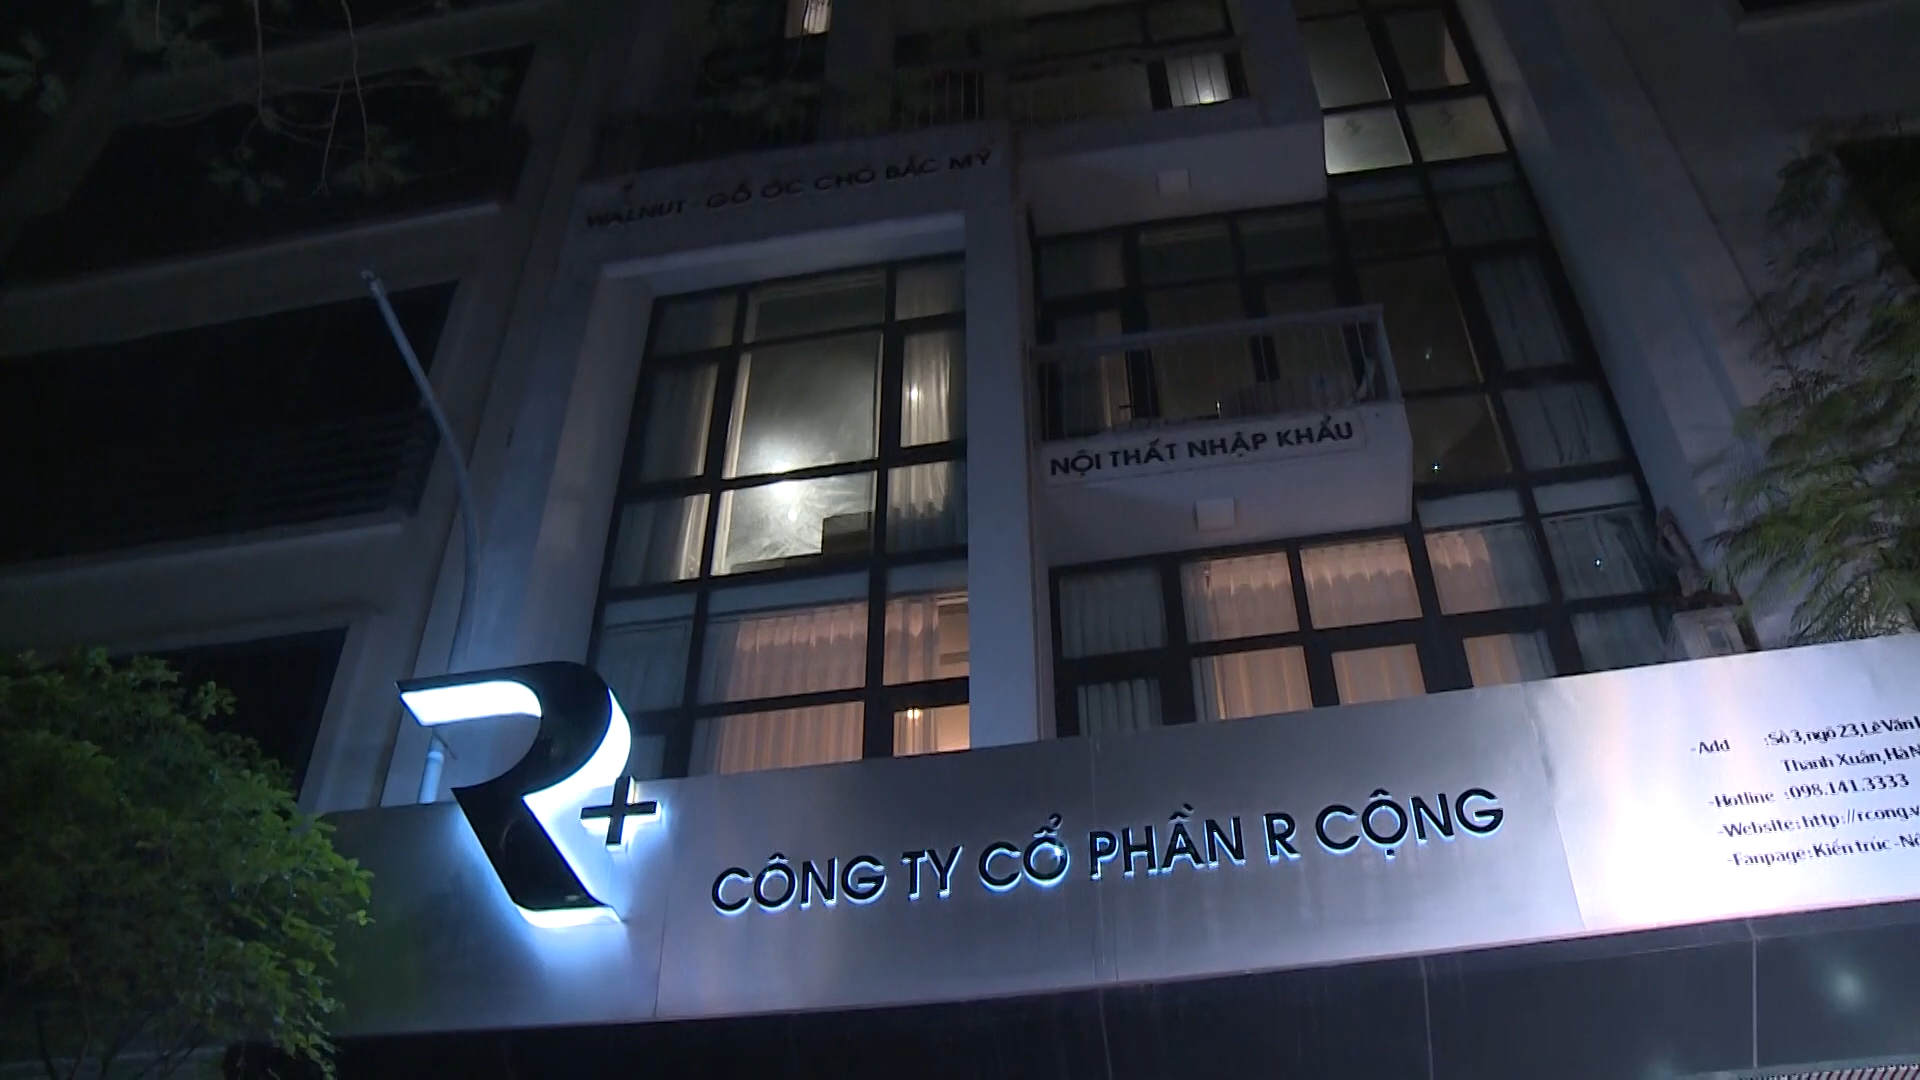 WALNUT - GỖ ÓC CHÓ BẮC MỸ
NỘI THẤT NHẬP KHẨU
R+
CÔNG TY CỔ PHẦN R CỘNG
-Add :Số 3,ngõ 23,Lê Văn
Thanh Xuân,Hà
-Hotline :098.141.3333
-Website:http://rcong.v
-Fanpage:Kiến trúc -